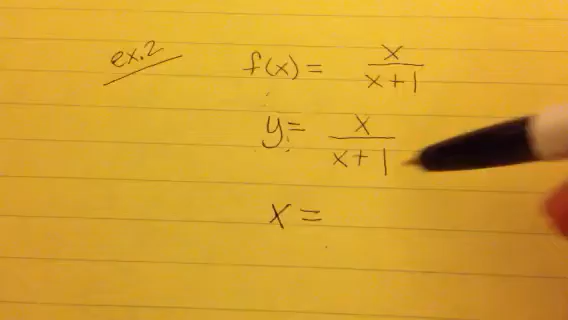 ex.2
f(x) = x/x+1
y = x/x+1
x =